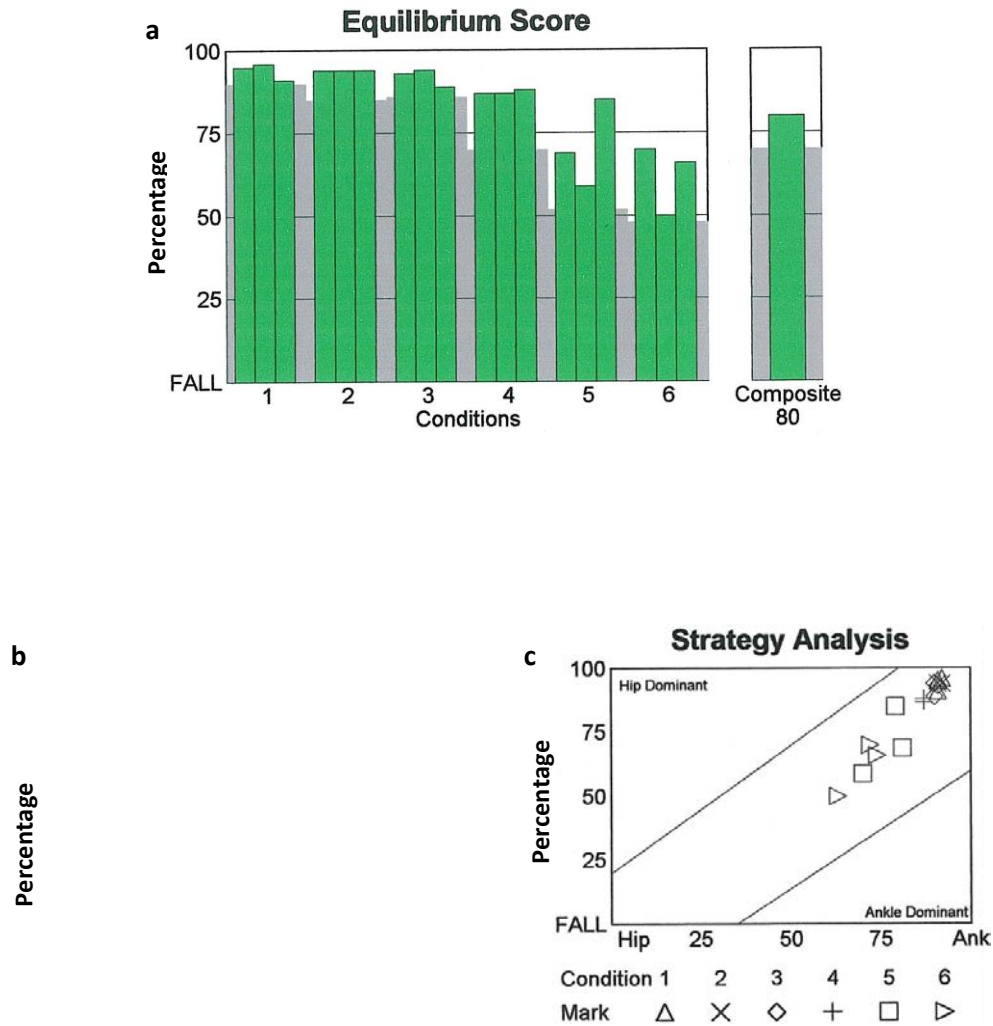 a
Equilibrium Score
100
75
50
25
FALL
Percentage
1 2 3 4 5 6
Conditions
Composite
80
b
Percentage
c
Strategy Analysis
100
75
50
25
FALL
Percentage
Hip Dominant
Ankle Dominant
Hip 25 50 75 Ank
Condition 1 2 3 4 5 6
Mark